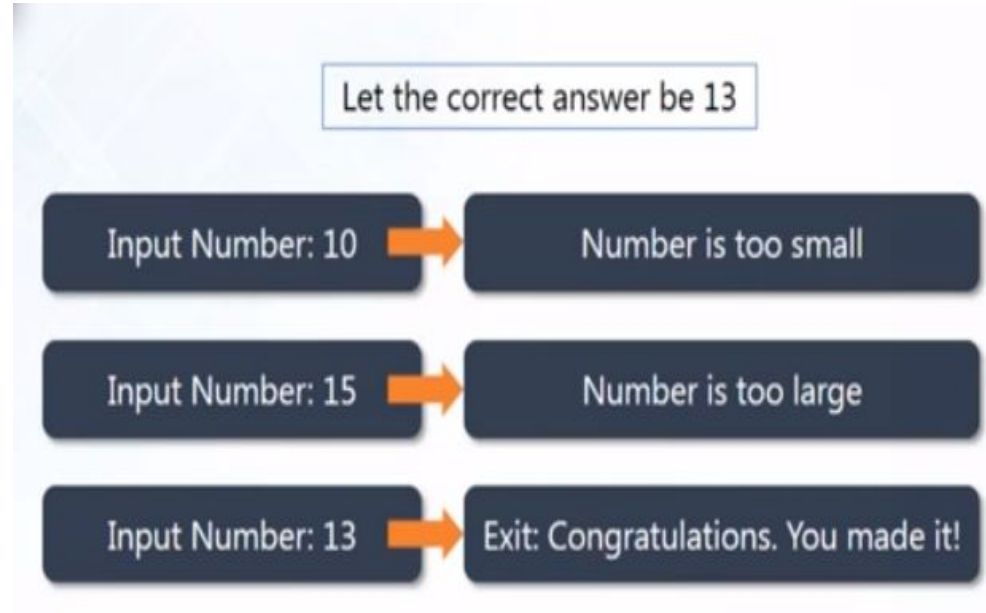 Let the correct answer be 13
Input Number: 10
Number is too small
Input Number: 15
Number is too large
Input Number: 13
Exit: Congratulations. You made it!